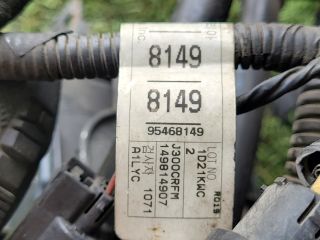 8149
8149
95468149
LOT NO.
1D21KWC
2
J300CRFM
149814907
검사자 1071
A1LYC